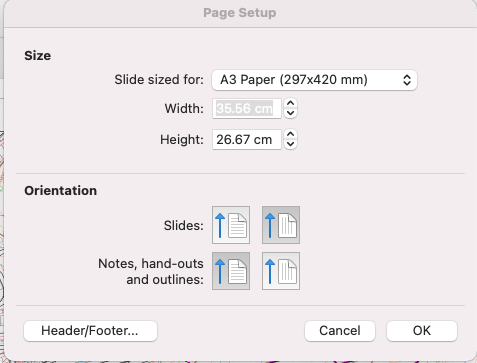 Page Setup
Size
Slide sized for: A3 Paper (297x420 mm)
Width: 35.56 cm
Height: 26.67 cm
Orientation
Slides:
Notes, hand-outs
and outlines:
Header/Footer... Cancel OK